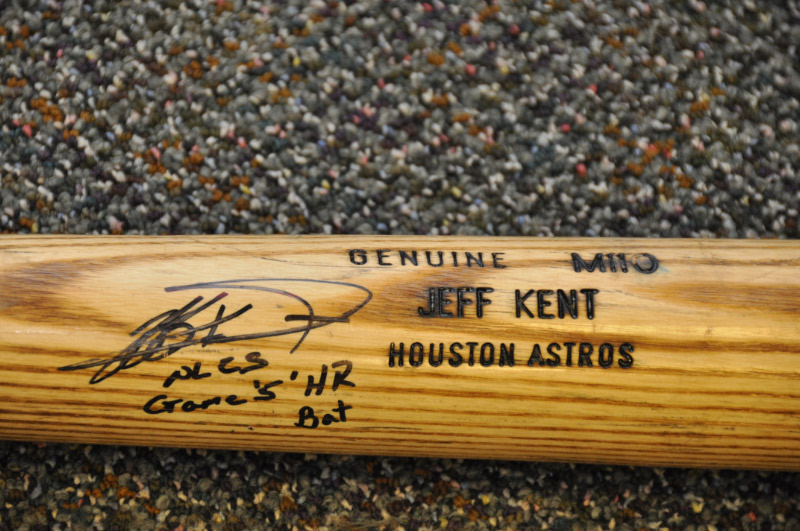 GENUINE M110
JEFF KENT
HOUSTON ASTROS
NLCS
Game '5' HR
Bat